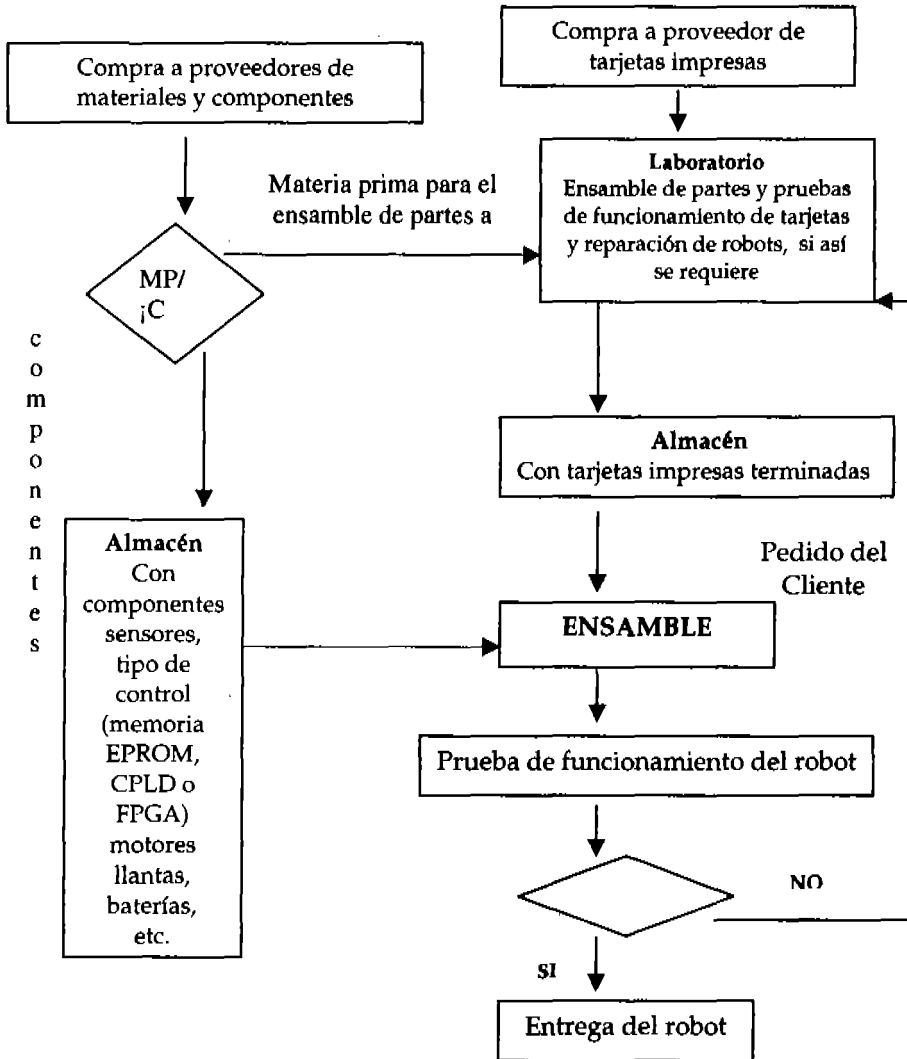 Compra a proveedores de
materiales y componentes
Compra a proveedor de
tarjetas impresas
Materia prima para el
ensamble de partes a
Laboratorio
Ensamble de partes y pruebas
de funcionamiento de tarjetas
y reparación de robots, si así
se requiere
MP/
¡C
componentes
Almacén
Con tarjetas impresas terminadas
Almacén
Con
componentes
sensores,
tipo de
control
(memoria
EPROM,
CPLD o
FPGA)
motores
llantas,
baterías,
etc.
Pedido del
Cliente
ENSAMBLE
Prueba de funcionamiento del robot
NO
SI
Entrega del robot